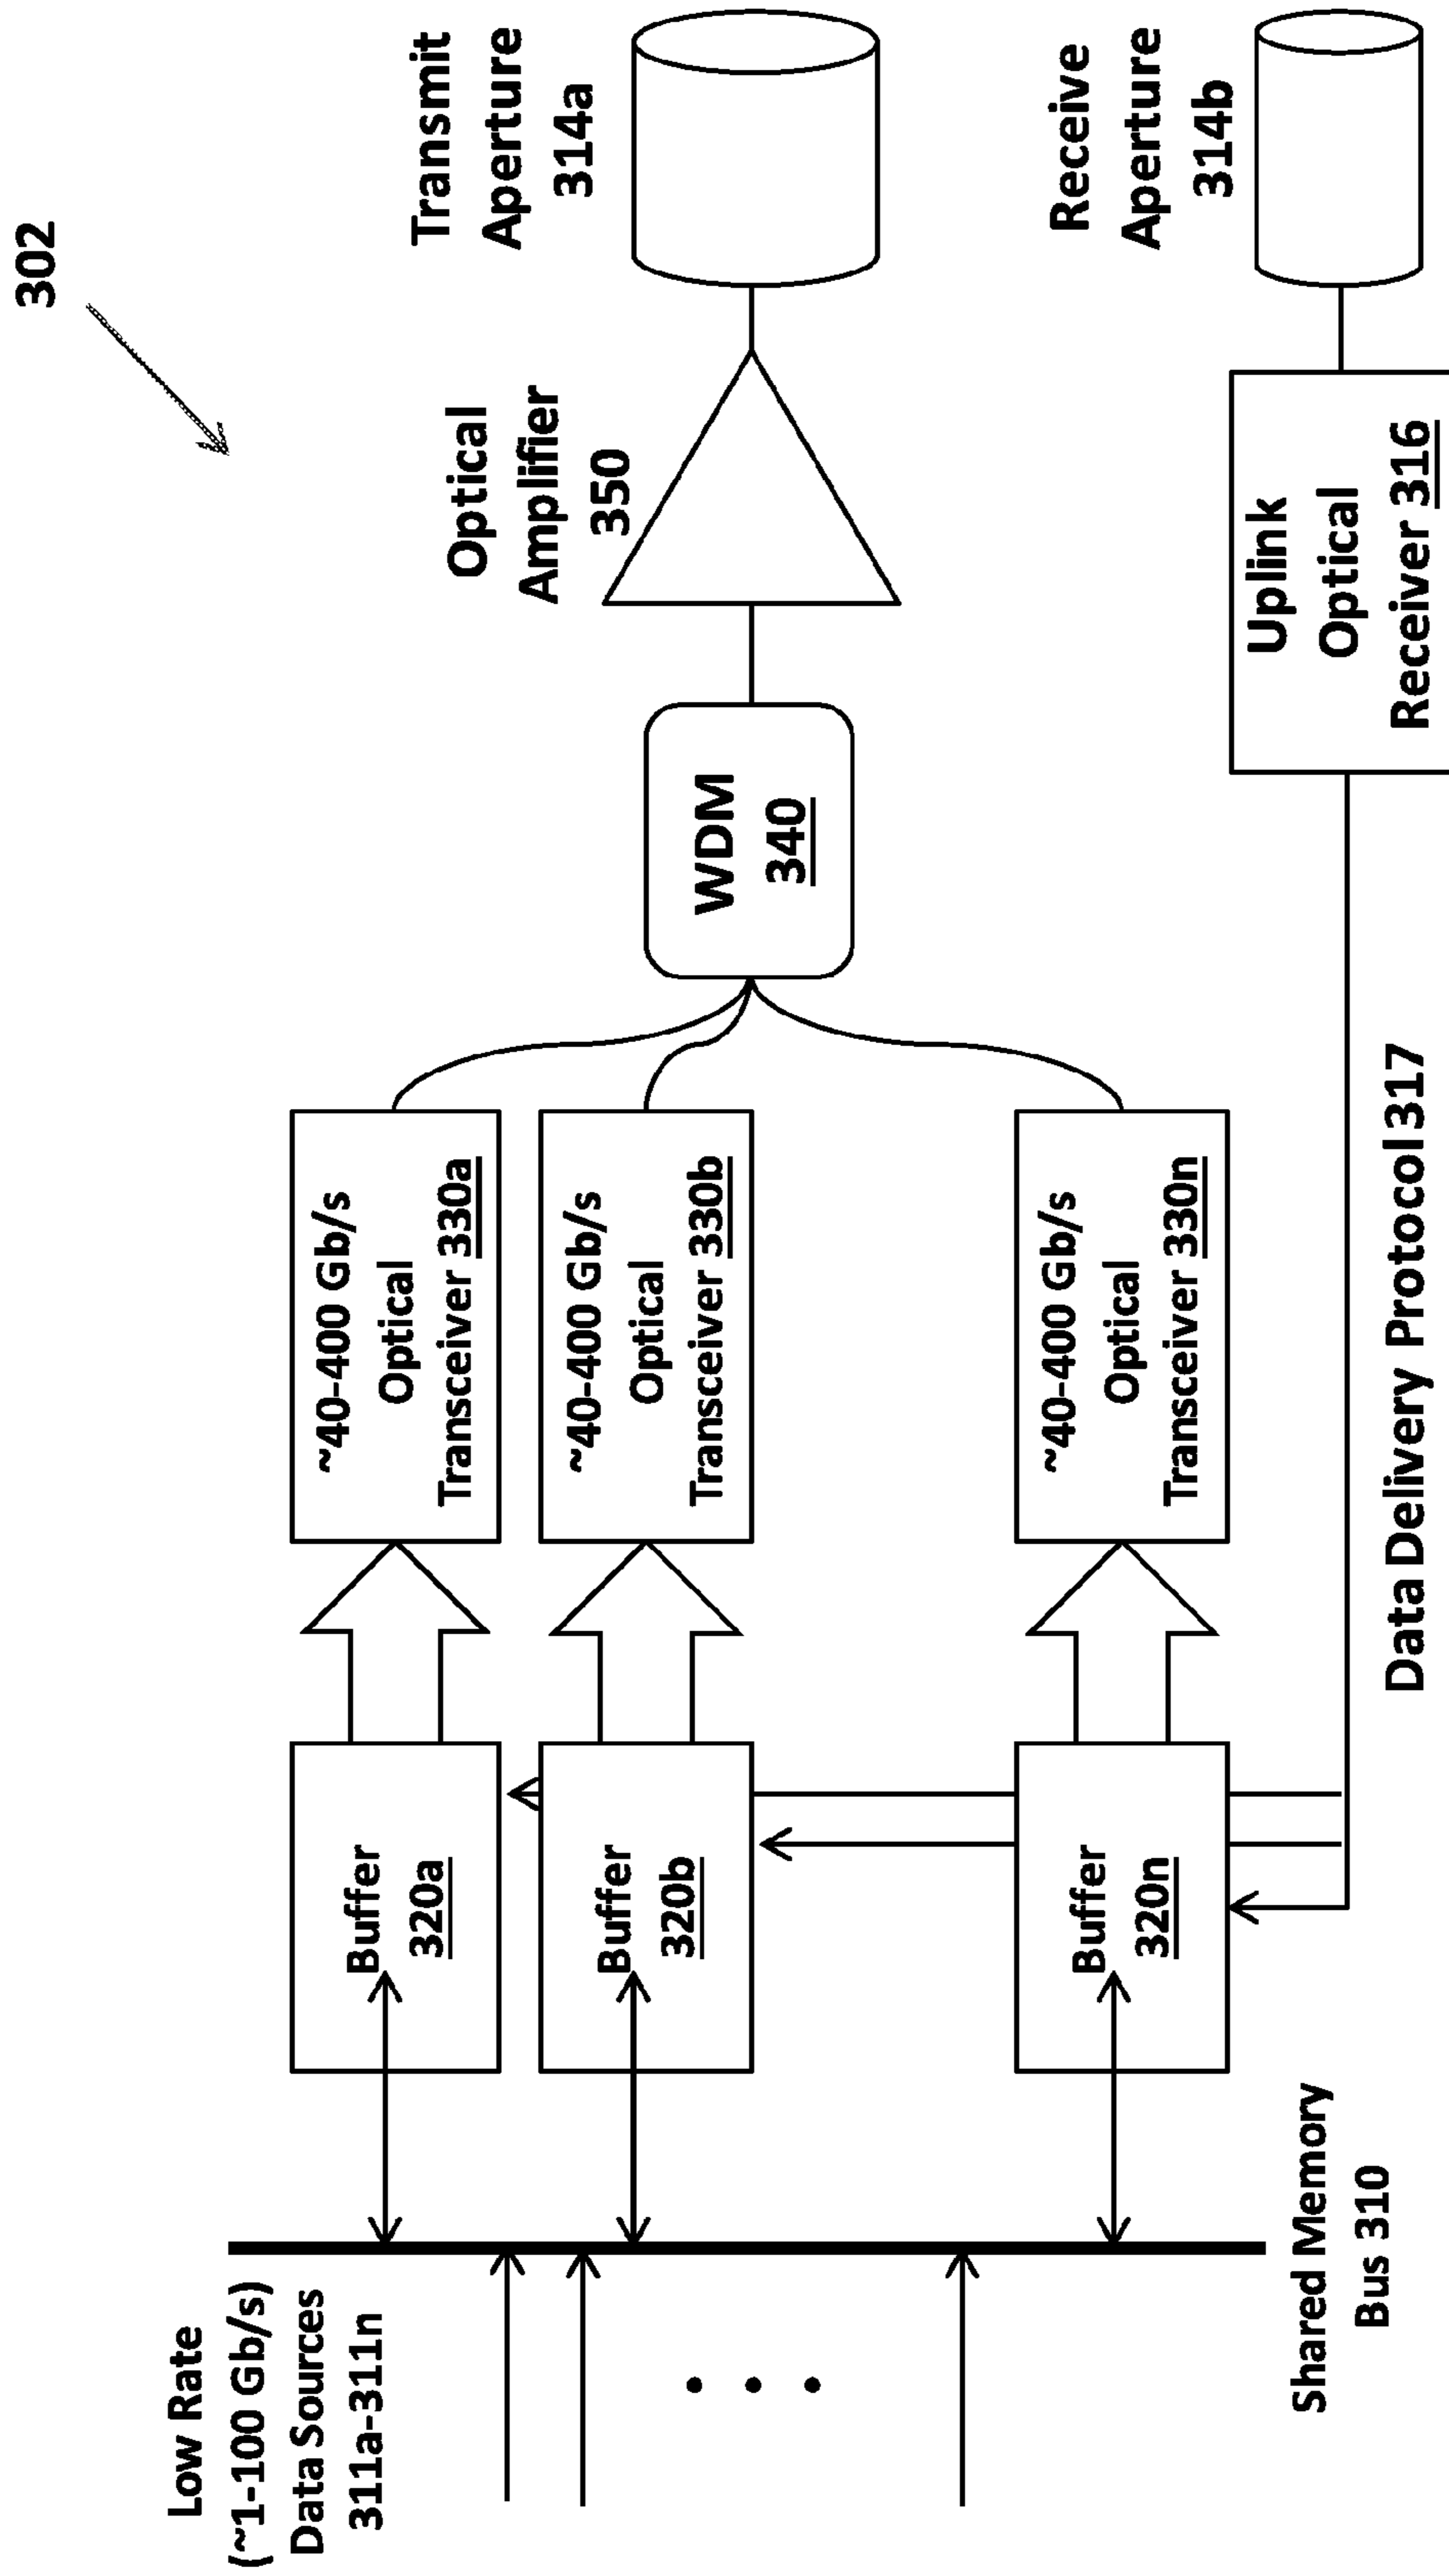 302
Low Rate
(~1-100 Gb/s)
Data Sources
311a-311n
Shared Memory
Bus 310
Buffer
320a
Buffer
320b
Buffer
320n
~40-400 Gb/s
Optical
Transceiver 330a
~40-400 Gb/s
Optical
Transceiver 330b
~40-400 Gb/s
Optical
Transceiver 330n
WDM
340
Optical
Amplifier
350
Transmit
Aperture
314a
Receive
Aperture
314b
Uplink
Optical
Receiver 316
Data Delivery Protocol 317